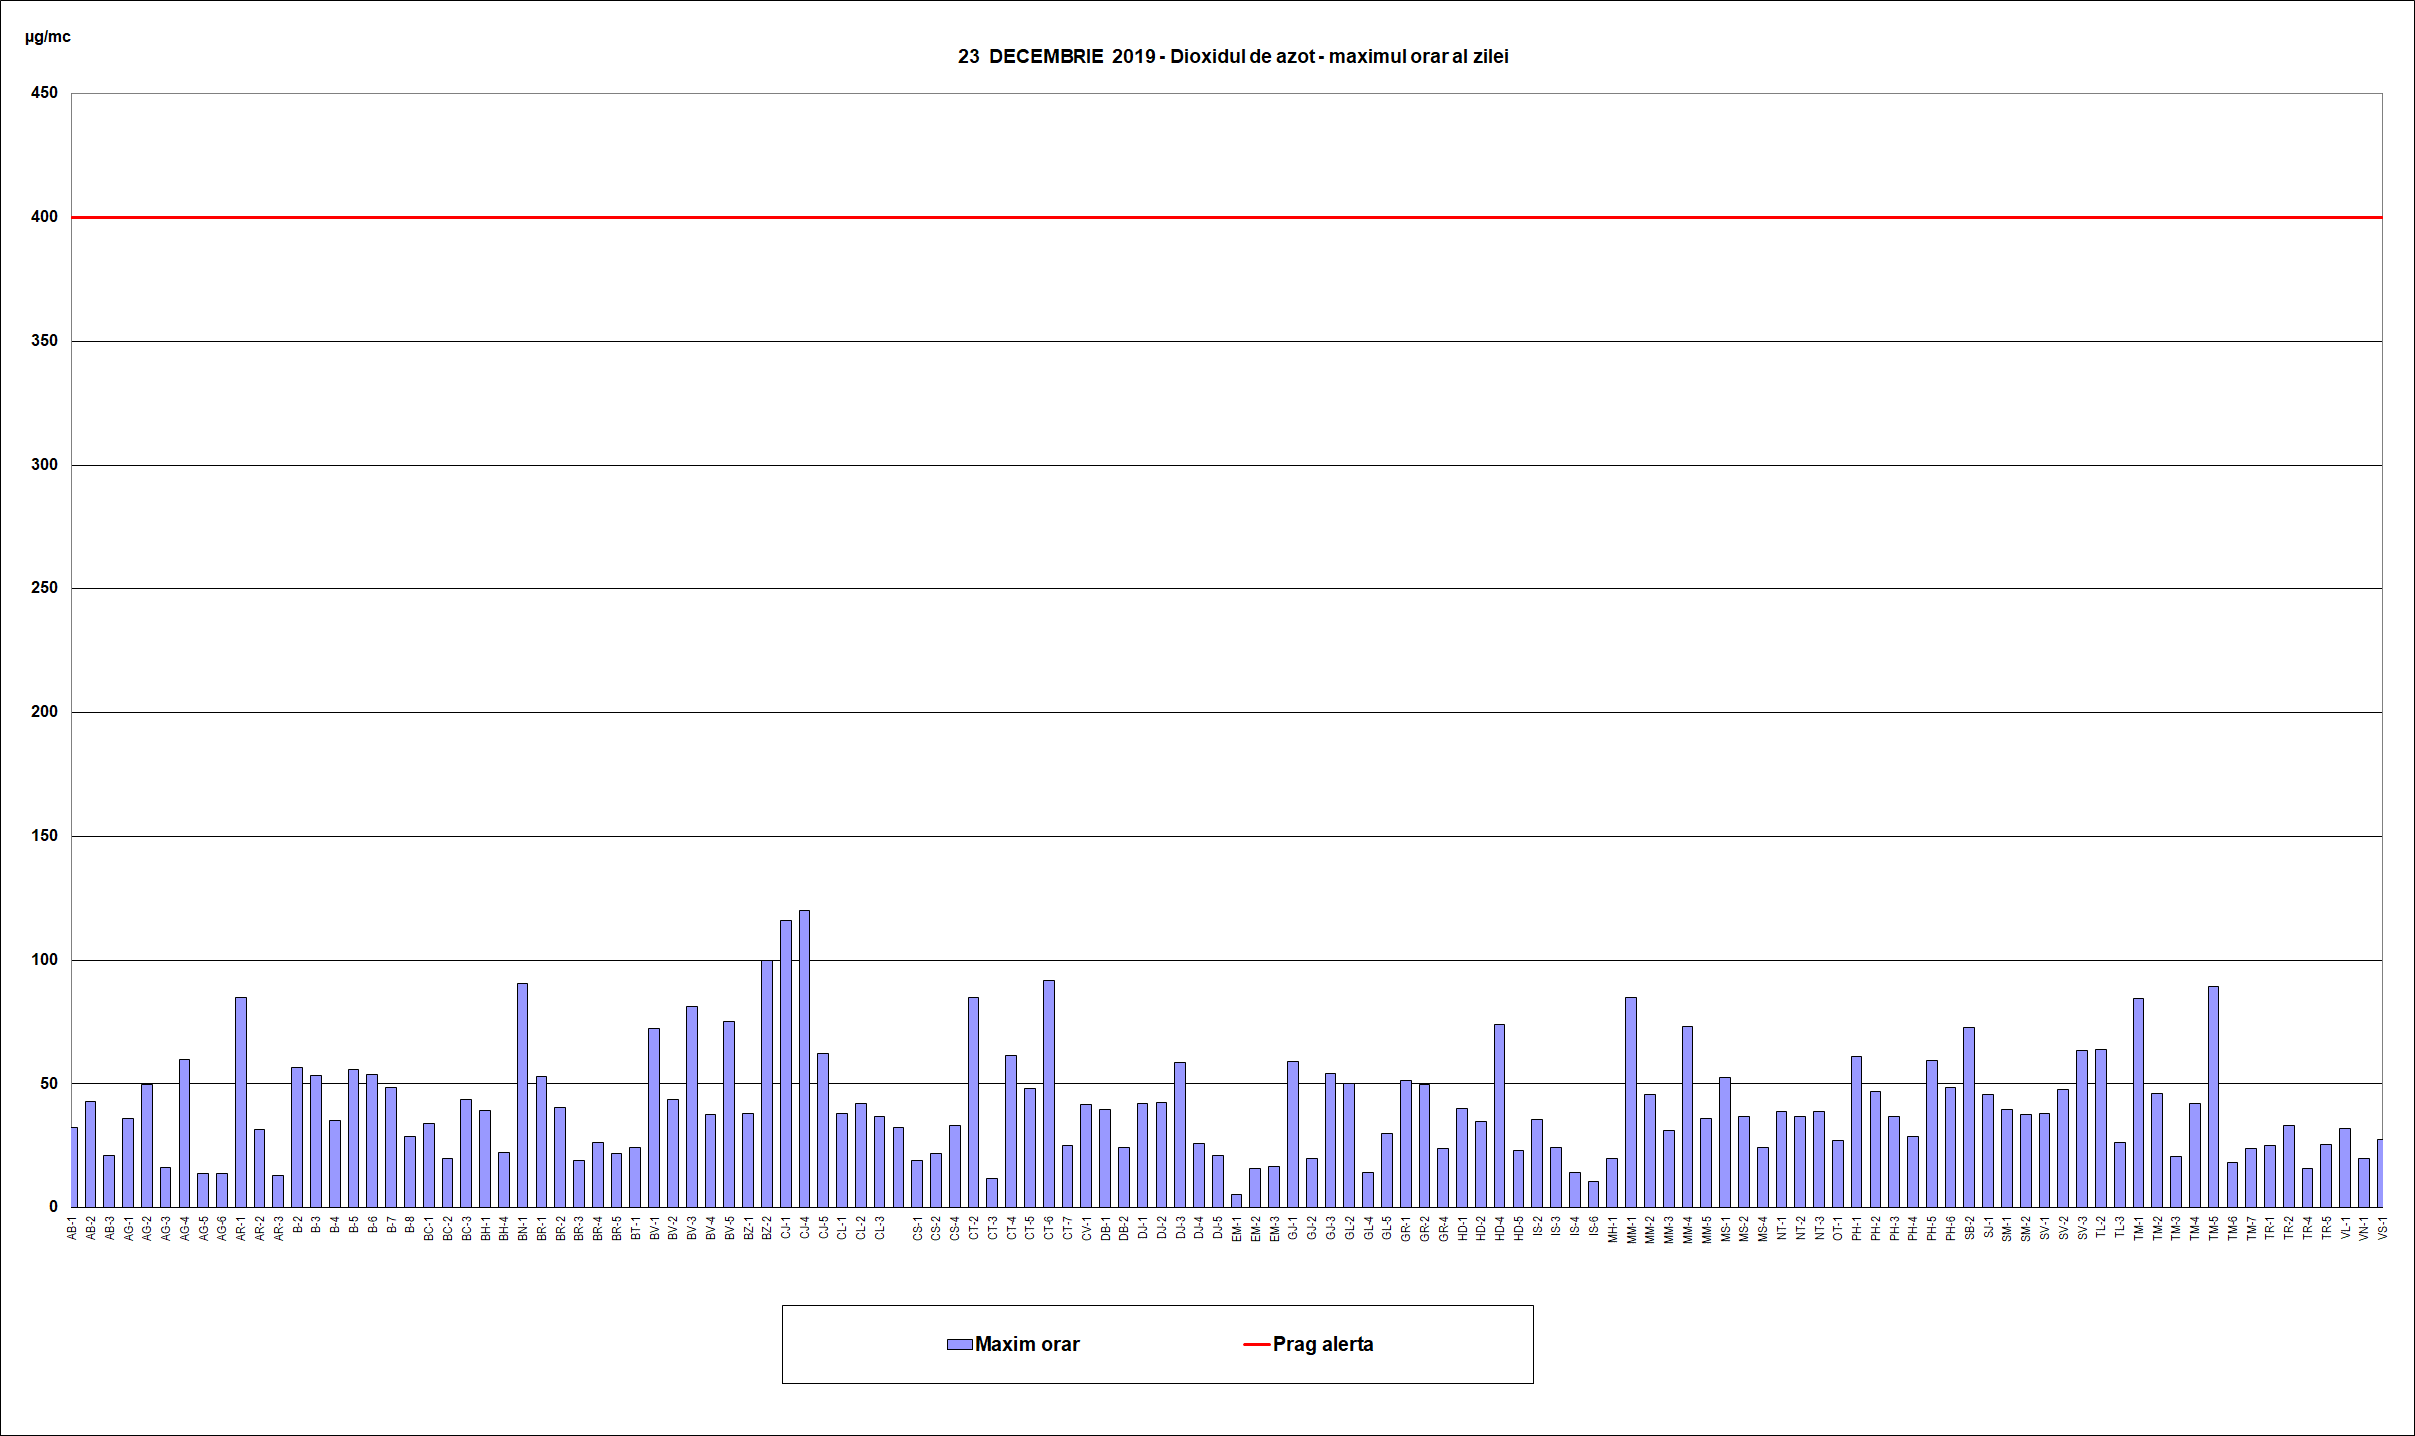 µg/mc
23 DECEMBRIE 2019 - Dioxidul de azot - maximul orar al zilei
450
400
350
300
250
200
150
100
50
0
AB-1 AB-2 AB-3 AG-1 AG-2 AG-3 AG-4 AG-5 AG-6 AR-1 AR-2 AR-3 B-2 B-3 B-4 B-5 B-6 B-7 B-8 BC-1 BC-2 BC-3 BH-1 BH-4 BN-1 BR-1 BR-2 BR-3 BR-4 BR-5 BT-1 BV-1 BV-2 BV-3 BV-4 BV-5 BZ-1 BZ-2 CJ-1 CJ-4 CJ-5 CL-1 CL-2 CL-3 CS-1 CS-2 CS-4 CT-2 CT-3 CT-4 CT-5 CT-6 CT-7 CV-1 DB-1 DB-2 DJ-1 DJ-2 DJ-3 DJ-4 DJ-5 EM-1 EM-2 EM-3 GJ-1 GJ-2 GJ-3 GL-2 GL-4 GL-5 GR-1 GR-2 GR-4 HD-1 HD-2 HD-4 HD-5 IS-2 IS-3 IS-4 IS-6 MH-1 MM-1 MM-2 MM-3 MM-4 MM-5 MS-1 MS-2 MS-4 NT-1 NT-2 NT-3 OT-1 PH-1 PH-2 PH-3 PH-4 PH-5 PH-6 SB-2 SJ-1 SM-1 SM-2 SV-1 SV-2 SV-3 TL-2 TL-3 TM-1 TM-2 TM-3 TM-4 TM-5 TM-6 TM-7 TR-1 TR-2 TR-4 TR-5 VL-1 VN-1 VS-1
Maxim orar Prag alerta